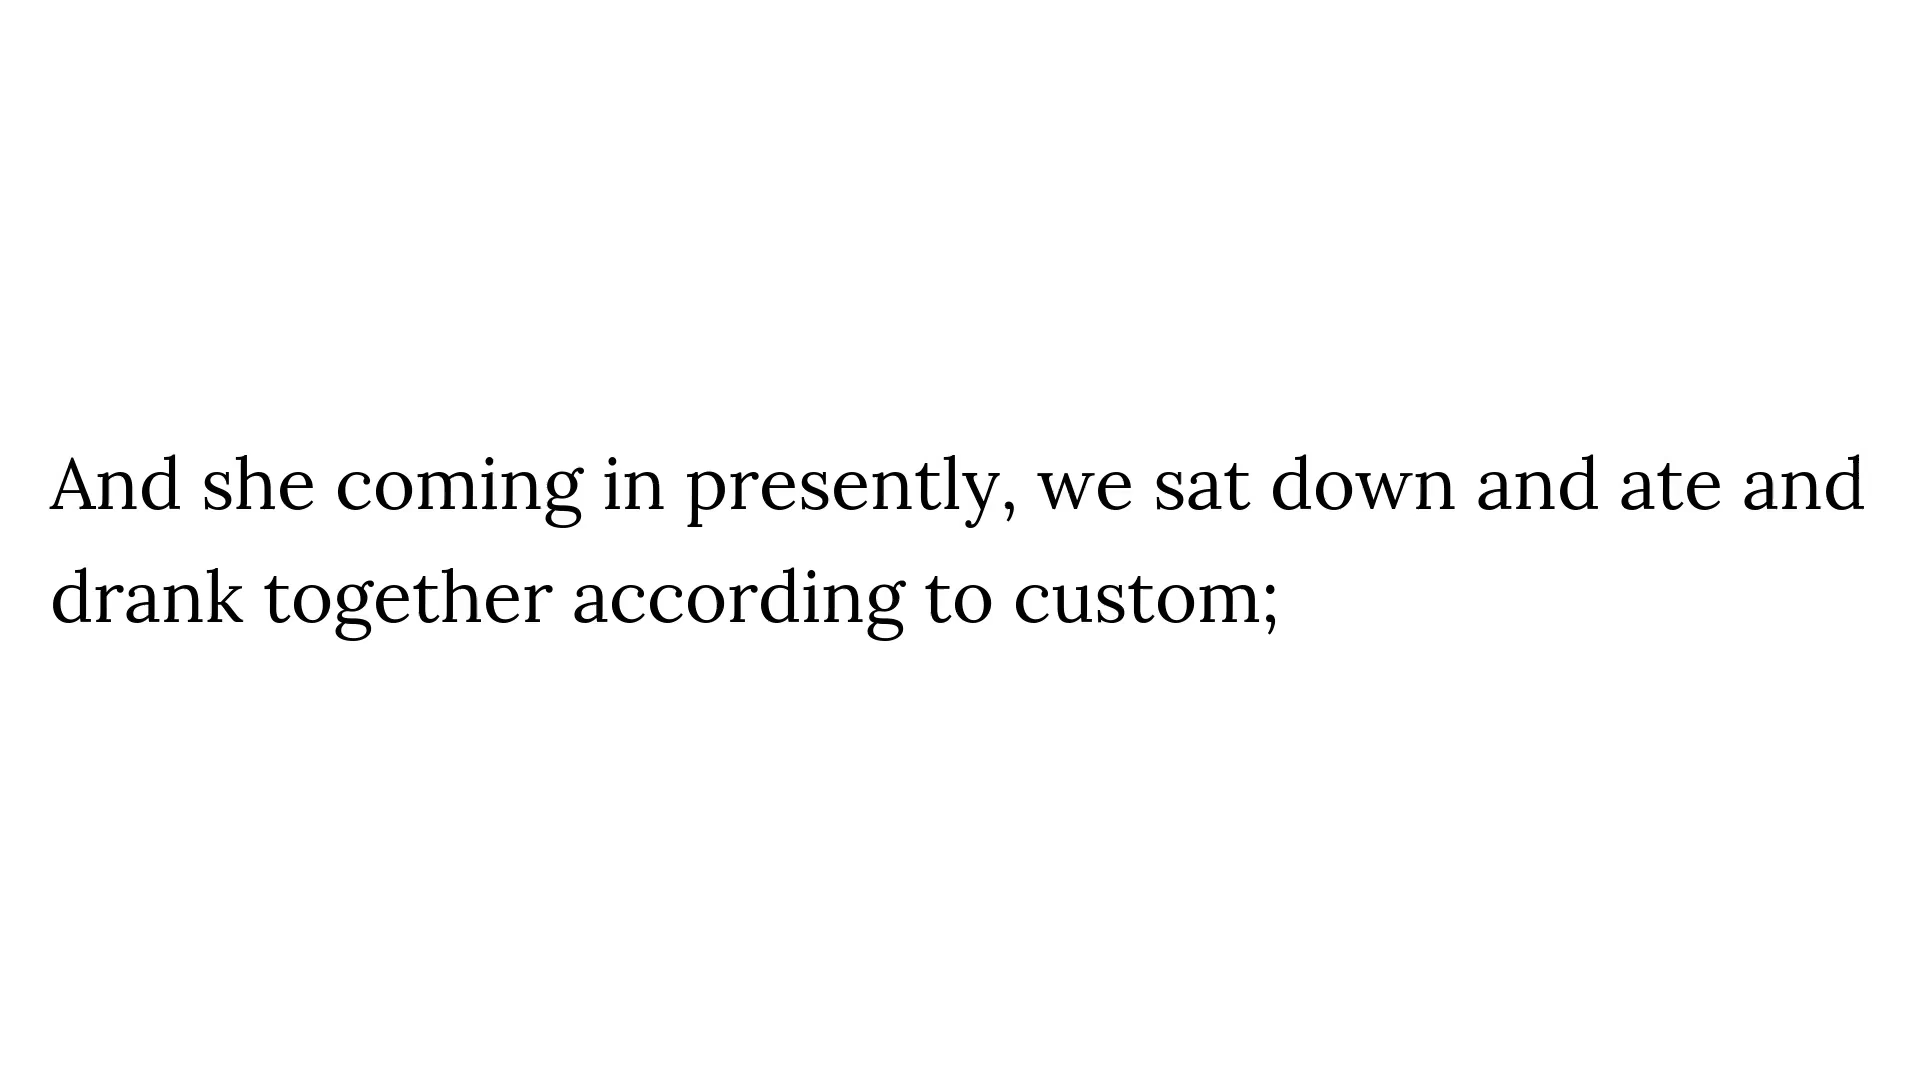 And she coming in presently, we sat down and ate and
drank together according to custom;